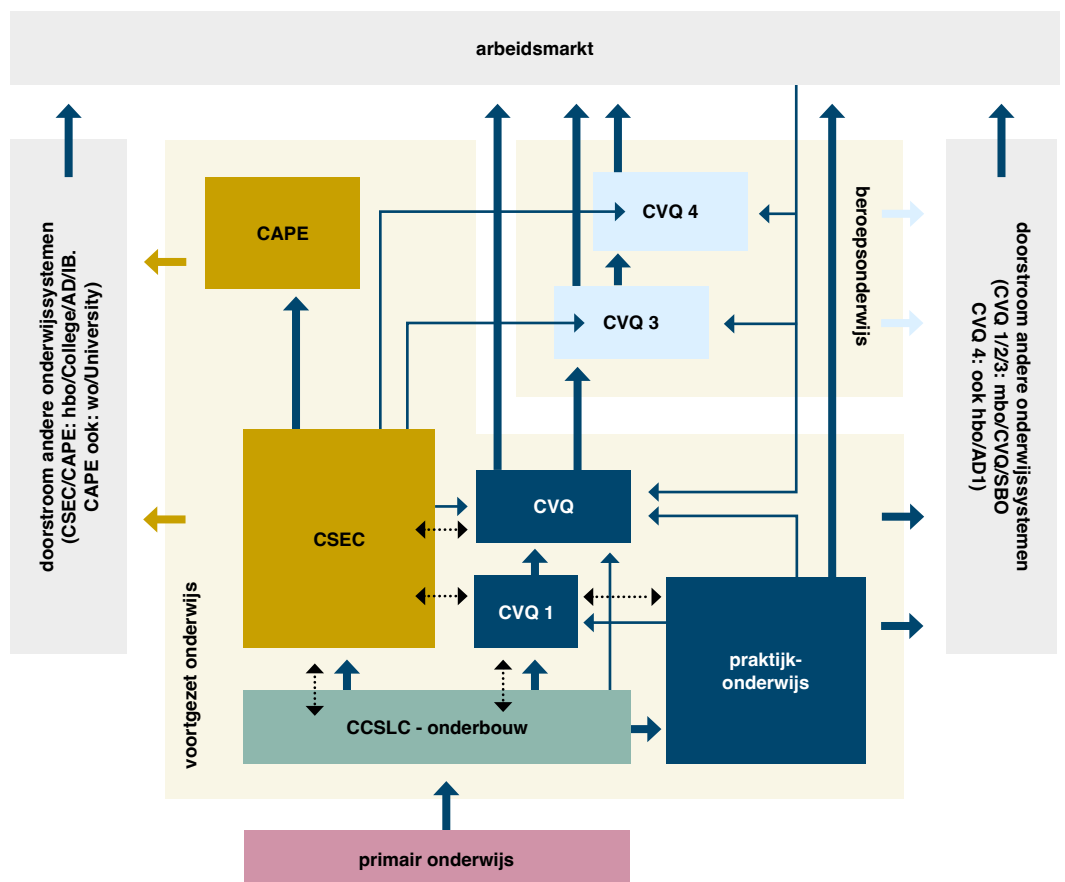 arbeidsmarkt
doorstroom andere onderwijssystemen
(CSEC/CAPE: hbo/College/AD/IB.
CAPE ook: wo/University)
CAPE
CVQ 4
beroepsonderwijs
CVQ 3
doorstroom andere onderwijssystemen
(CVQ 1/2/3: mbo/CVQ/SBO
CVQ 4: ook hbo/AD1)
CSEC
CVQ
CVQ 1
praktijk-
onderwijs
voortgezet onderwijs
CCSLC - onderbouw
primair onderwijs